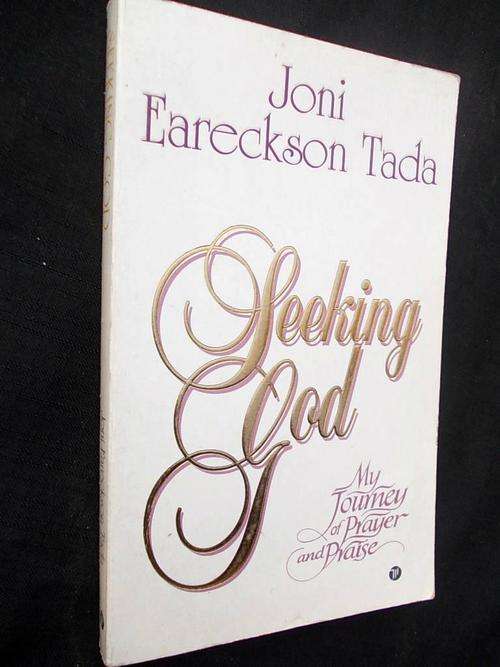 Joni
Eareckson Tada
Seeking
God
My
Journey
of Prayer
and Praise